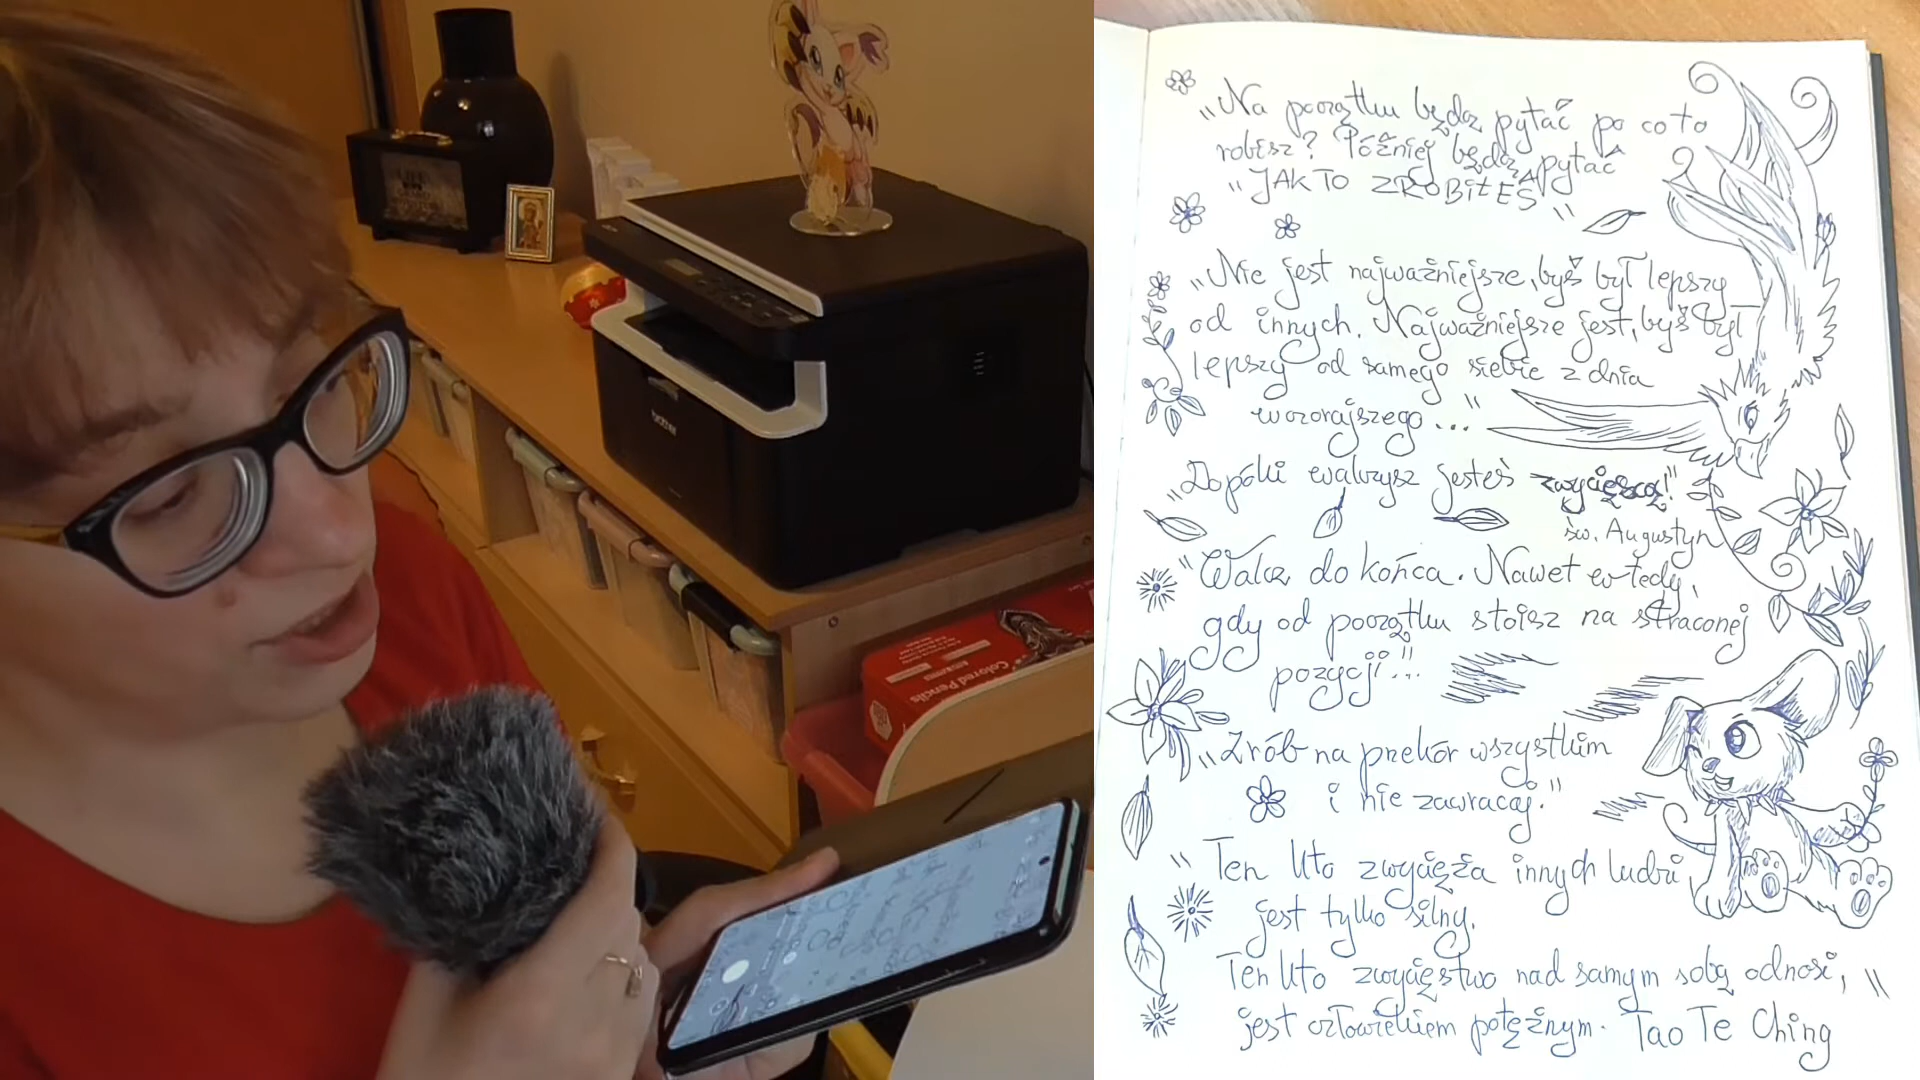 „Na początku będą pytać po co to
robisz? Później będą pytać
„JAK TO ZROBIŁEŚ"
„Nie jest najważniejsze, byś był lepszy
od innych. Najważniejsze jest, byś był
lepszy od samego siebie z dnia
wczorajszego..."
„Dopóki walczysz jesteś zwycięzcą!"
św. Augustyn
„Walcz do końca. Nawet wtedy,
gdy od początku stoisz na straconej
pozycji..."
„Zrób na prekór wszystkim
i nie zawracaj."
„Ten kto zwycięża innych ludzi
jest tylko silny.
Ten kto zwycięstwo nad samym sobą odnosi,
jest człowiekiem potężnym." Tao Te Ching
brother
Colored Pencils